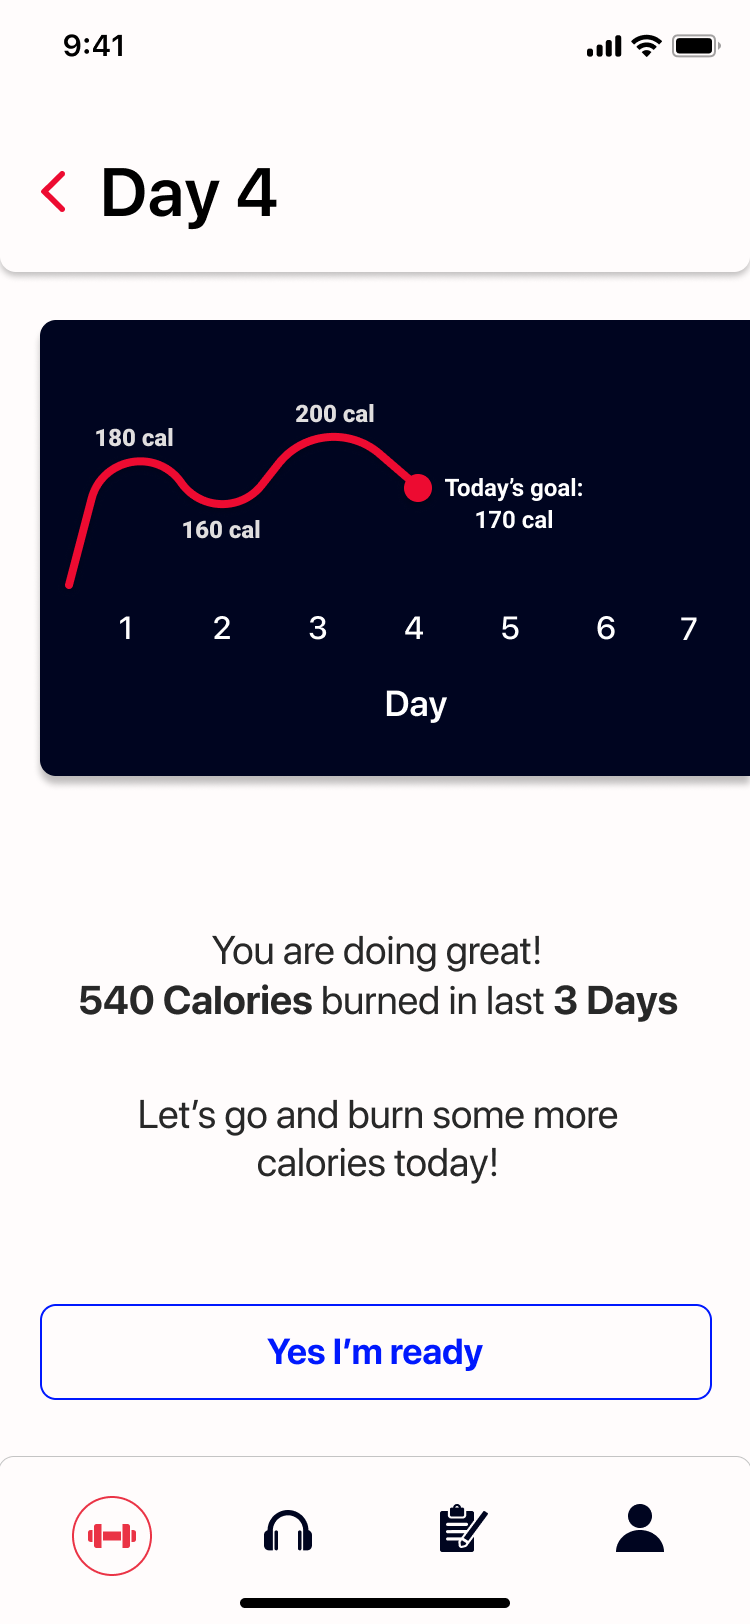 9:41
Day 4
200 cal
180 cal
Today’s goal:
170 cal
160 cal
1 2 3 4 5 6 7
Day
You are doing great!
540 Calories burned in last 3 Days
Let’s go and burn some more
calories today!
Yes I’m ready